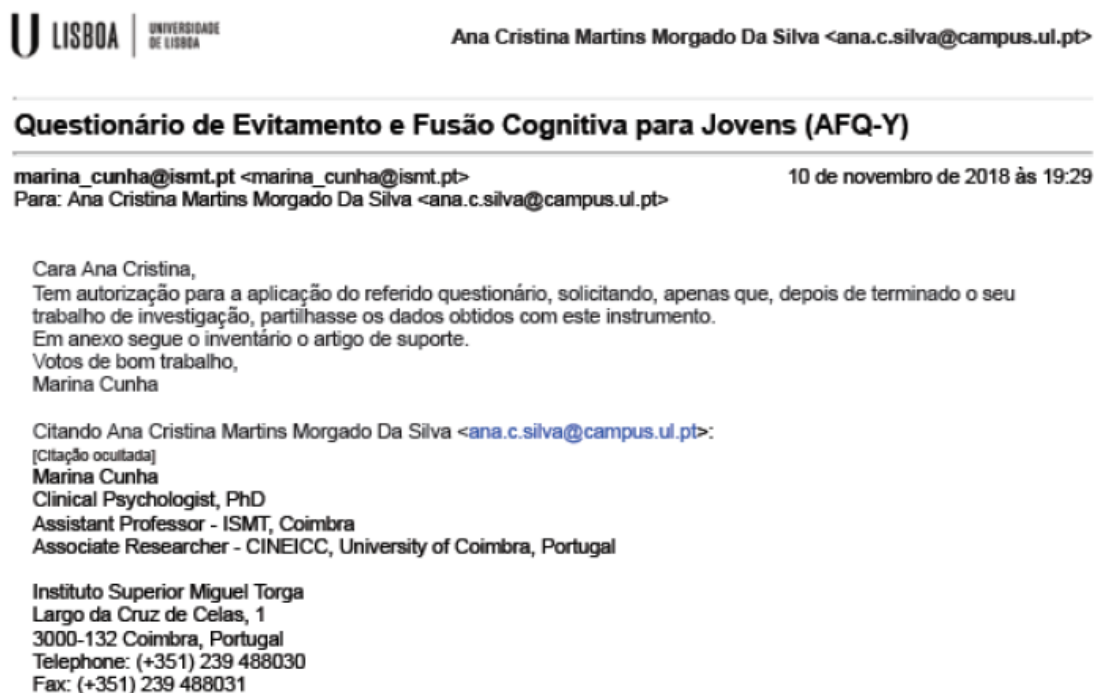 U LISBOA | UNIVERSIDADE
DE LISBOA
Ana Cristina Martins Morgado Da Silva <ana.c.silva@campus.ul.pt>
Questionário de Evitamento e Fusão Cognitiva para Jovens (AFQ-Y)
marina_cunha@ismt.pt <marina_cunha@ismt.pt> 10 de novembro de 2018 às 19:29
Para: Ana Cristina Martins Morgado Da Silva <ana.c.silva@campus.ul.pt>
Cara Ana Cristina,
Tem autorização para a aplicação do referido questionário, solicitando, apenas que, depois de terminado o seu
trabalho de investigação, partilhasse os dados obtidos com este instrumento.
Em anexo segue o inventário o artigo de suporte.
Votos de bom trabalho,
Marina Cunha
Citando Ana Cristina Martins Morgado Da Silva <ana.c.silva@campus.ul.pt>:
[Citação ocultada]
Marina Cunha
Clinical Psychologist, PhD
Assistant Professor - ISMT, Coimbra
Associate Researcher - CINEICC, University of Coimbra, Portugal
Instituto Superior Miguel Torga
Largo da Cruz de Celas, 1
3000-132 Coimbra, Portugal
Telephone: (+351) 239 488030
Fax: (+351) 239 488031